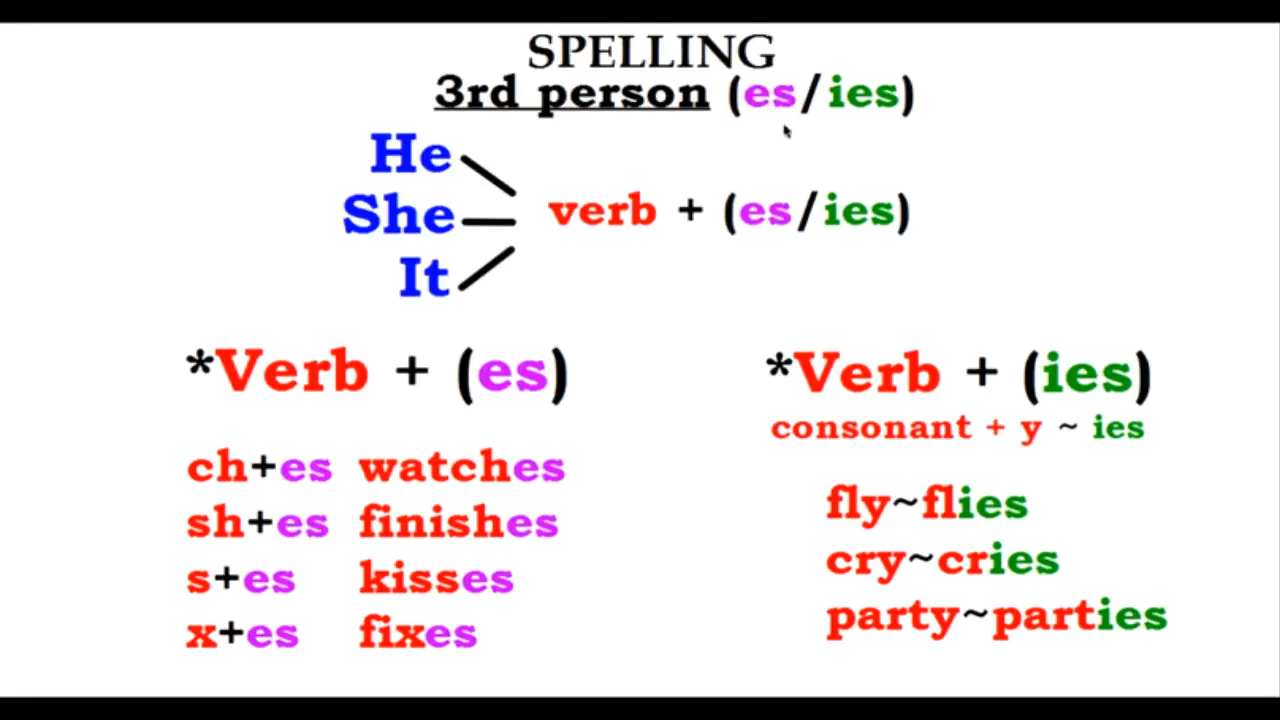 SPELLING
3rd person (es/ies)
He
She
It
verb + (es/ies)
*Verb + (es)
ch+es watches
sh+es finishes
s+es kisses
x+es fixes
*Verb + (ies)
consonant + y ~ ies
fly~flies
cry~cries
party~parties